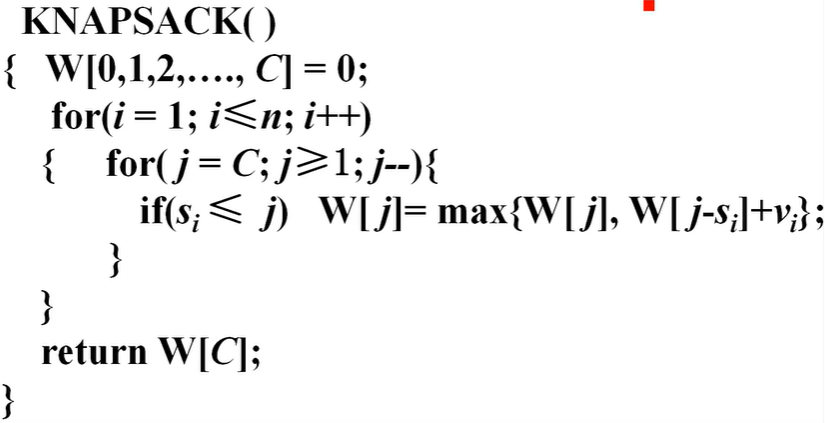 KNAPSACK( )
{ W[0,1,2,…., C] = 0;
for(i = 1; i≤n; i++)
{ for( j = C; j≥1; j--){
if(sᵢ ≤ j) W[ j]= max{W[ j], W[ j-sᵢ]+vᵢ};
}
}
return W[C];
}